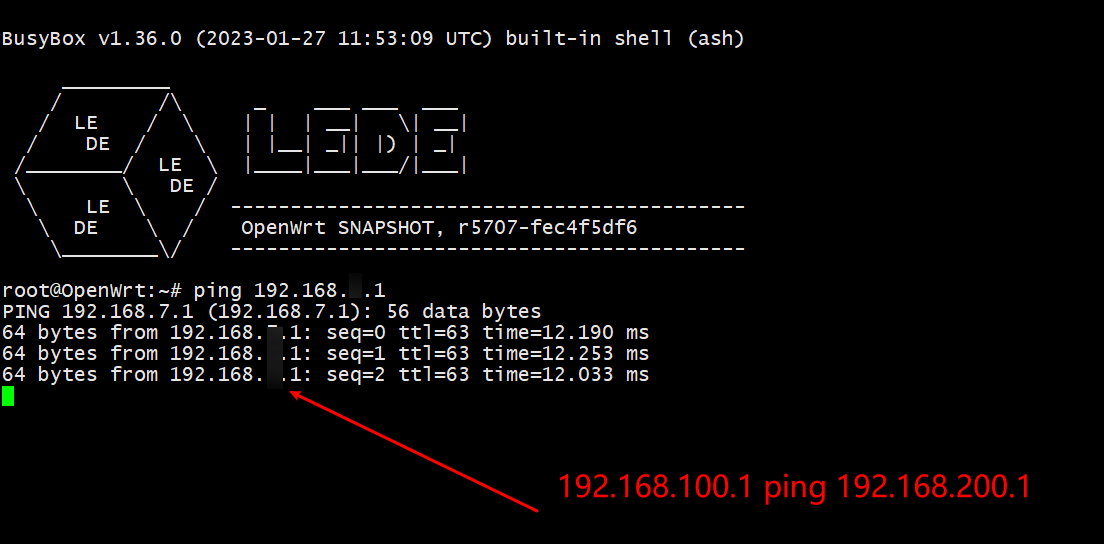 BusyBox v1.36.0 (2023-01-27 11:53:09 UTC) built-in shell (ash)
LE
DE
LE
DE
LE
DE
LEDE
OpenWrt SNAPSHOT, r5707-fec4f5df6
root@OpenWrt:~# ping 192.168. .1
PING 192.168.7.1 (192.168.7.1): 56 data bytes
64 bytes from 192.168. .1: seq=0 ttl=63 time=12.190 ms
64 bytes from 192.168. .1: seq=1 ttl=63 time=12.253 ms
64 bytes from 192.168. .1: seq=2 ttl=63 time=12.033 ms
192.168.100.1 ping 192.168.200.1